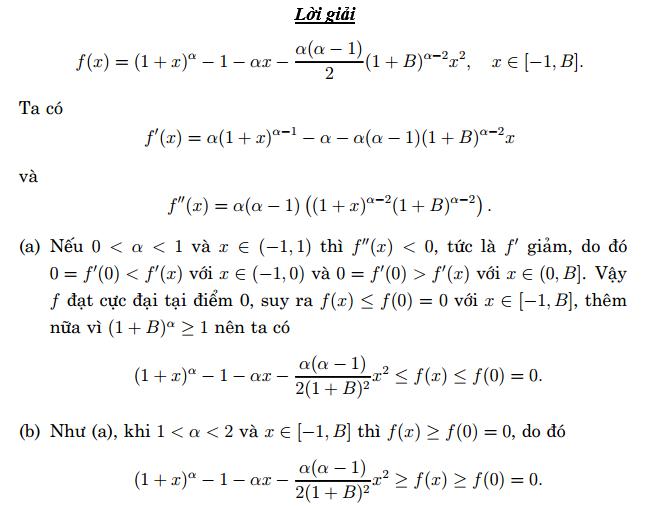 Lời giải
f(x) = (1 + x)^α − 1 − αx − α(α − 1)/2 (1 + B)^{α−2}x², x ∈ [−1, B].
Ta có
f′(x) = α(1 + x)^{α−1} − α − α(α − 1)(1 + B)^{α−2}x
và
f″(x) = α(α − 1) ((1 + x)^{α−2}(1 + B)^{α−2}) .
(a) Nếu 0 < α < 1 và x ∈ (−1, 1) thì f″(x) < 0, tức là f′ giảm, do đó
0 = f′(0) < f′(x) với x ∈ (−1, 0) và 0 = f′(0) > f′(x) với x ∈ (0, B]. Vậy
f đạt cực đại tại điểm 0, suy ra f(x) ≤ f(0) = 0 với x ∈ [−1, B], thêm
nữa vì (1 + B)^α ≥ 1 nên ta có
(1 + x)^α − 1 − αx − α(α − 1)/2(1 + B)² x² ≤ f(x) ≤ f(0) = 0.
(b) Như (a), khi 1 < α < 2 và x ∈ [−1, B] thì f(x) ≥ f(0) = 0, do đó
(1 + x)^α − 1 − αx − α(α − 1)/2(1 + B)² x² ≥ f(x) ≥ f(0) = 0.